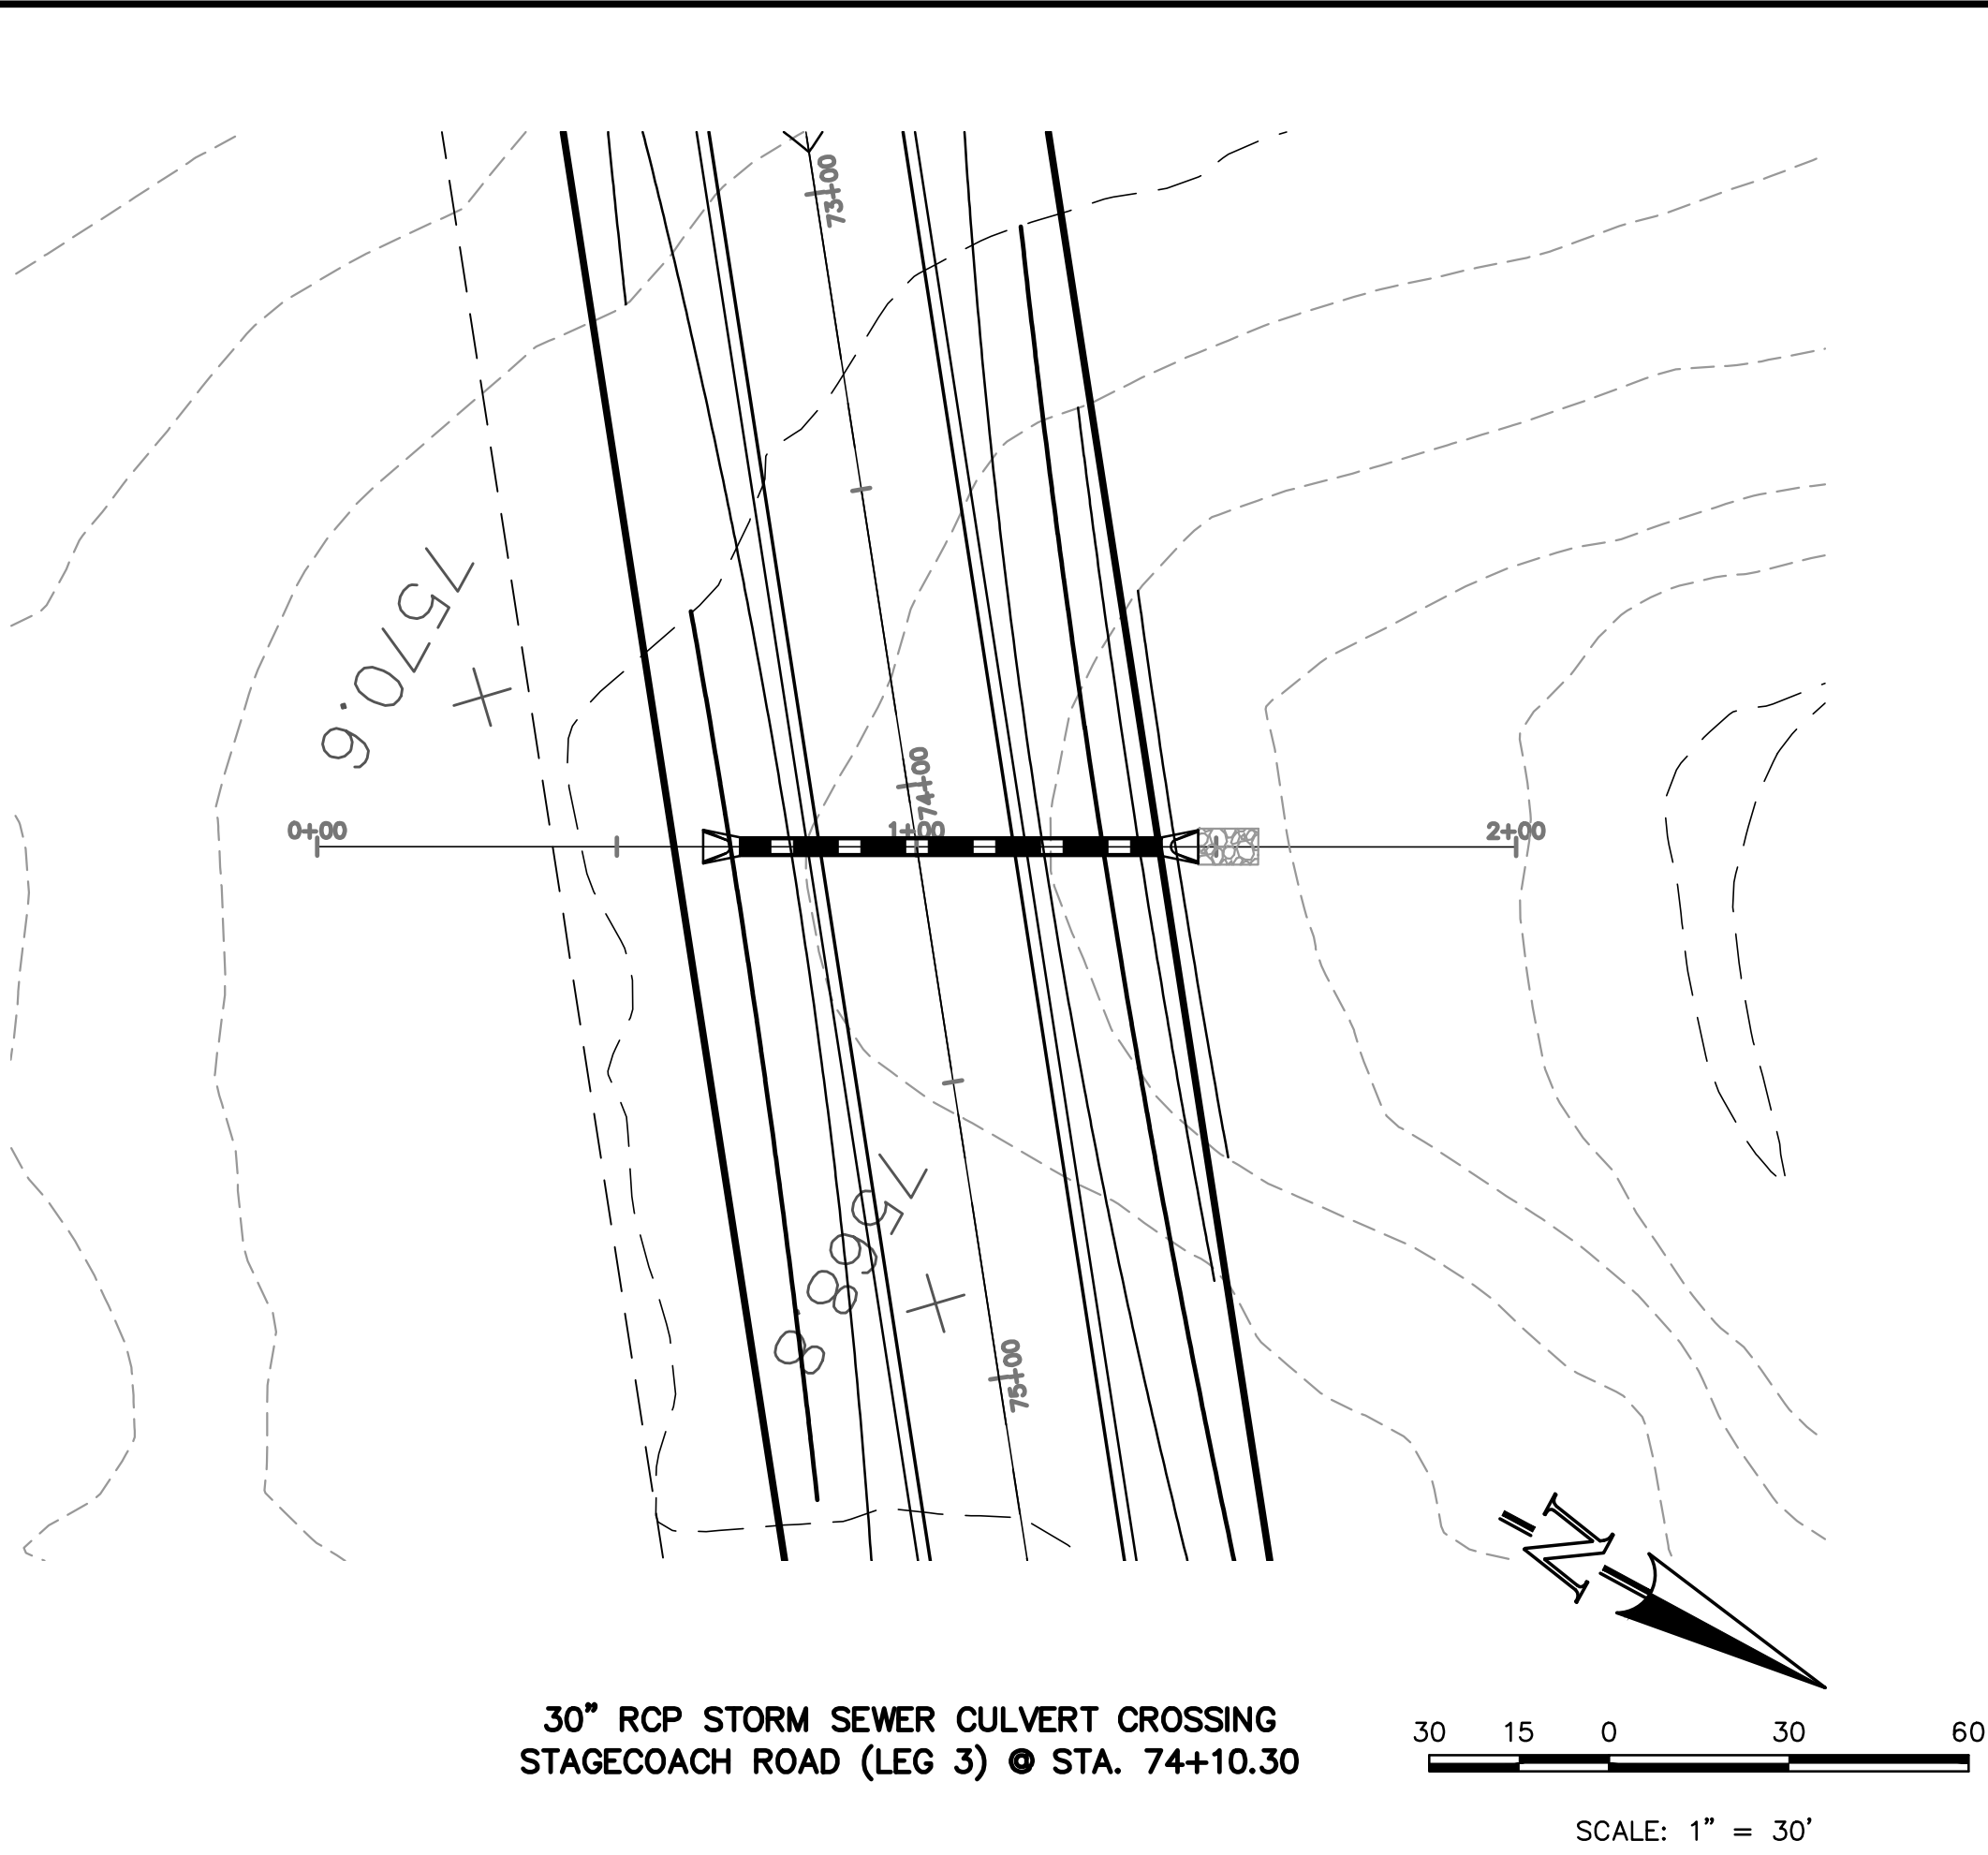 73+00
7570.6
74+00
0+00
1+00
2+00
7568.8
75+00
N
30" RCP STORM SEWER CULVERT CROSSING
STAGECOACH ROAD (LEG 3) @ STA. 74+10.30
30 15 0 30 60
SCALE: 1" = 30'